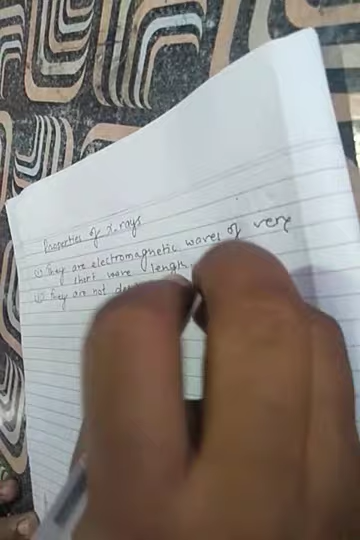 Properties of x-rays
(i) They are electromagnetic waves of very
short wave length.
(ii) They are not